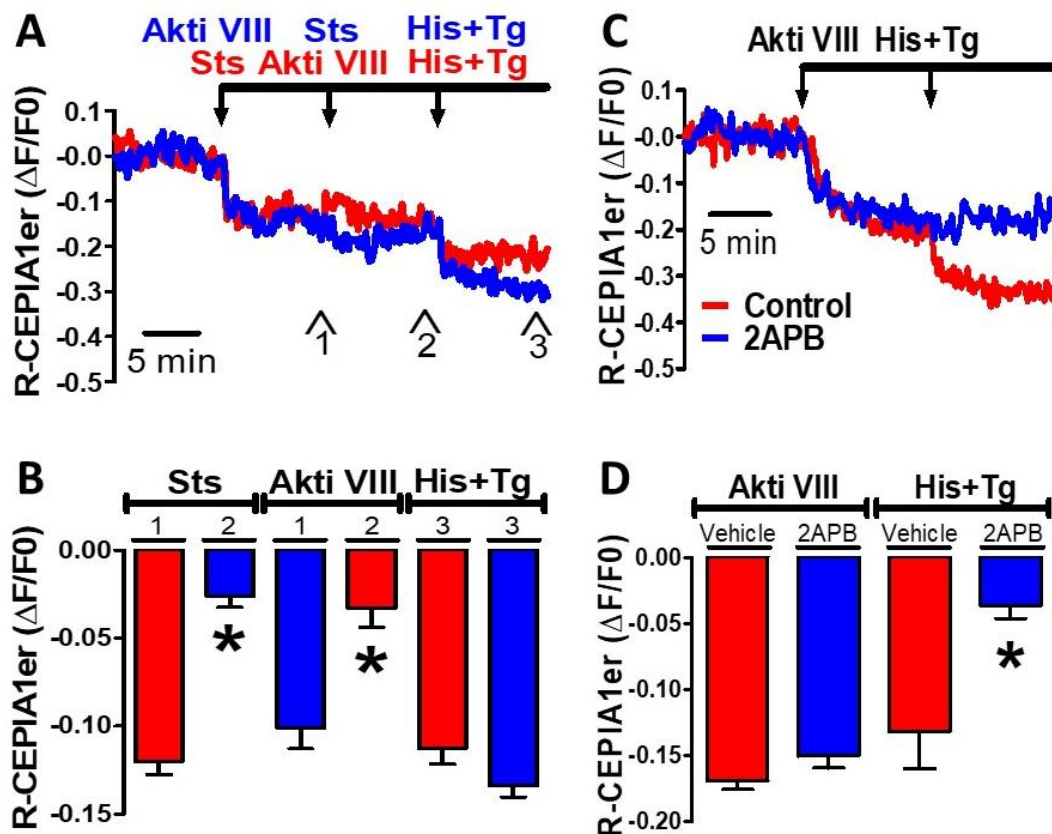 A
Akti VIII Sts His+Tg
Sts Akti VIII His+Tg
R-CEPIA1er (ΔF/F0)
0.1
-0.0
-0.1
-0.2
-0.3
-0.4
-0.5
5 min
1 2 3
C
Akti VIII His+Tg
R-CEPIA1er (ΔF/F0)
0.1
-0.0
-0.1
-0.2
-0.3
-0.4
-0.5
5 min
Control
2APB
B
Sts Akti VIII His+Tg
1 2 1 2 3 3
R-CEPIA1er (ΔF/F0)
0.00
-0.05
-0.10
-0.15
* *
D
Akti VIII His+Tg
Vehicle 2APB Vehicle 2APB
R-CEPIA1er (ΔF/F0)
0.00
-0.05
-0.10
-0.15
-0.20
*